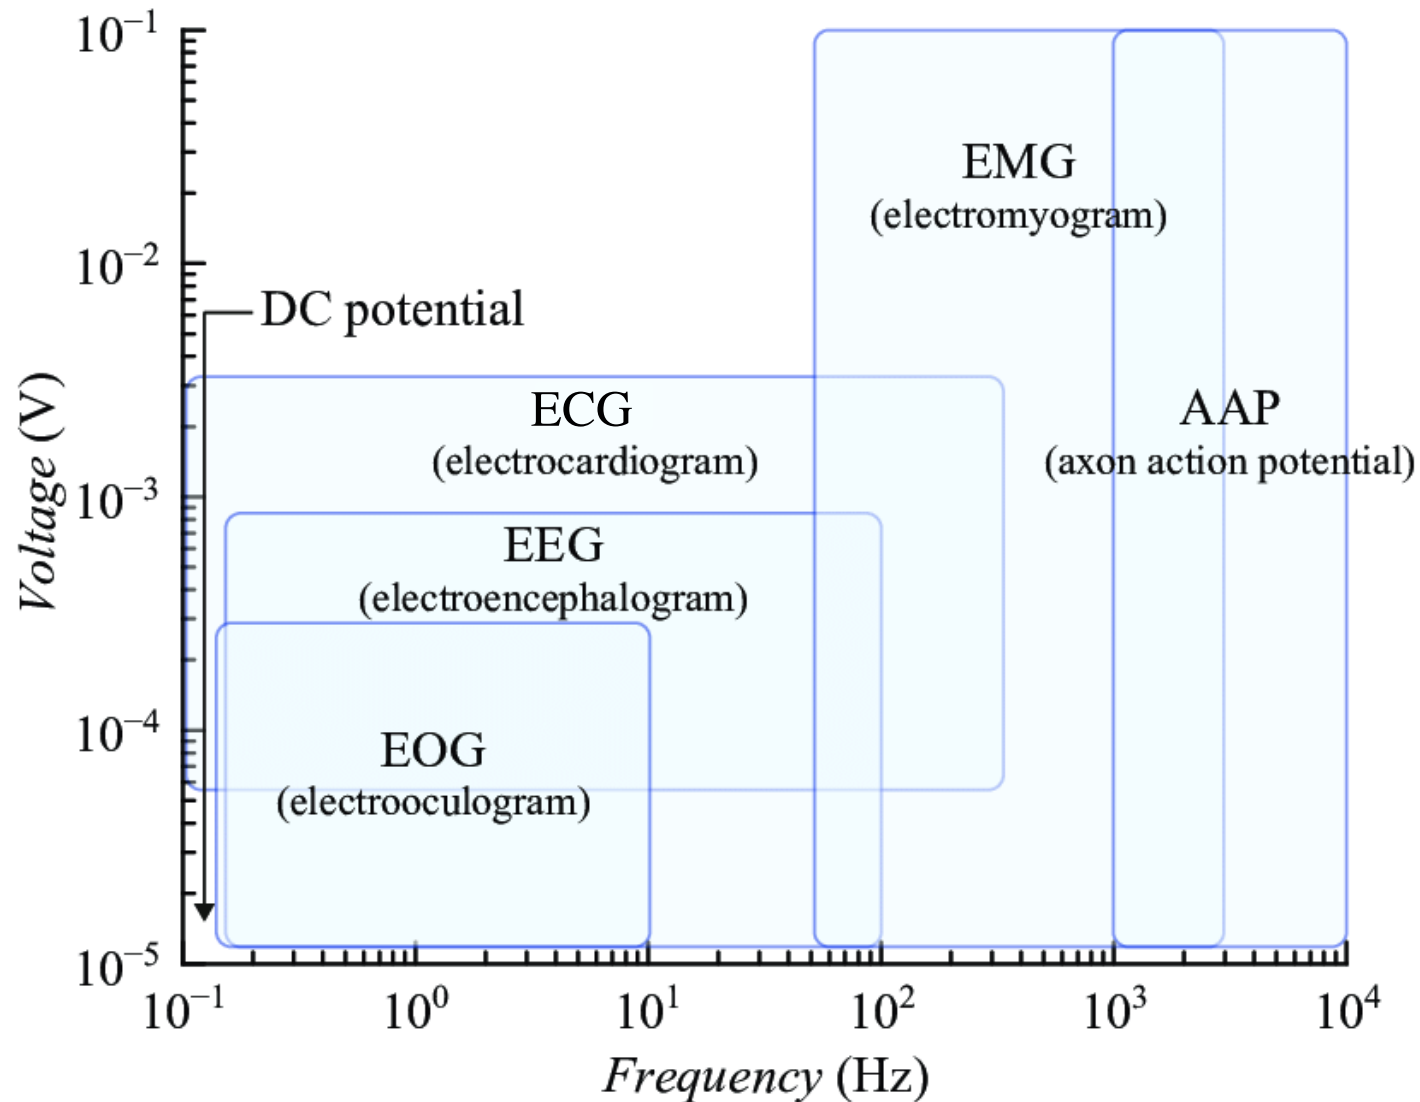 10⁻¹
EMG
(electromyogram)
10⁻²
DC potential
Voltage (V)
ECG
(electrocardiogram)
AAP
(axon action potential)
10⁻³
EEG
(electroencephalogram)
10⁻⁴
EOG
(electrooculogram)
10⁻⁵
10⁻¹ 10⁰ 10¹ 10² 10³ 10⁴
Frequency (Hz)